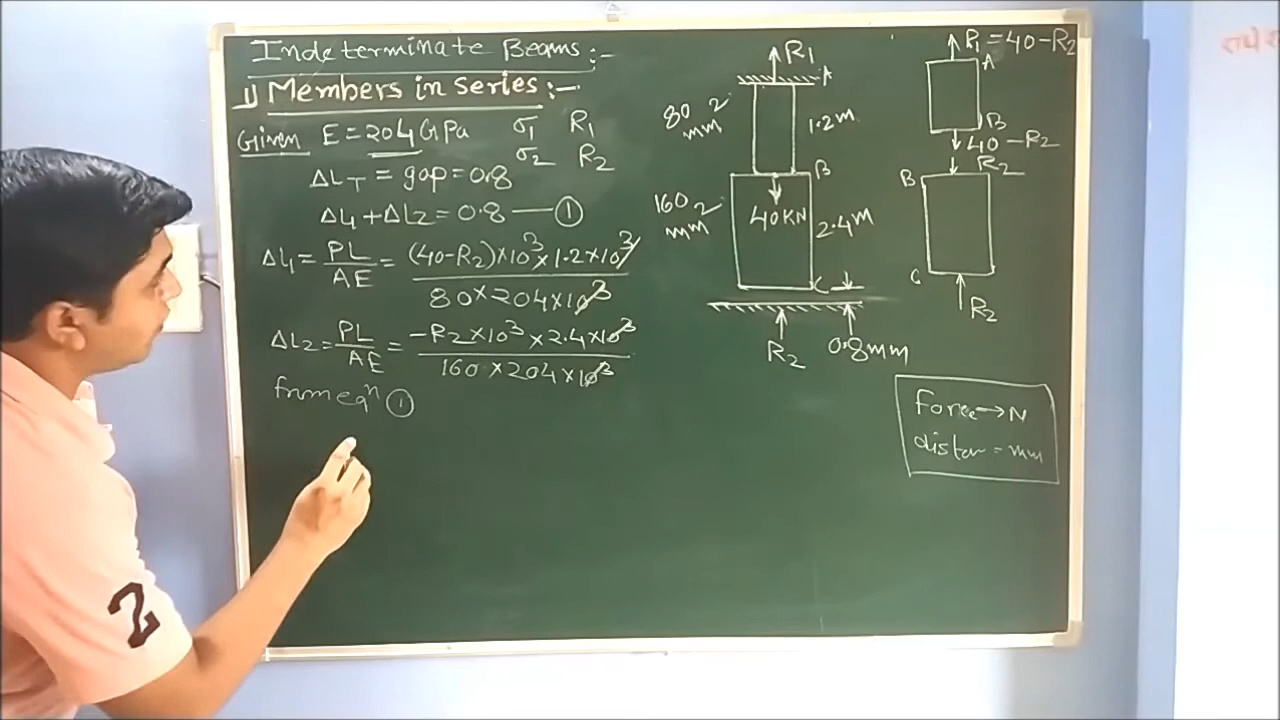 Indeterminate Beams :-
1) Members in Series :-
Given E = 204 GPa σ1 R1
σ2 R2
ΔLT = gap = 0.8
ΔL1 + ΔL2 = 0.8 — ①
ΔL1 = PL/AE = (40-R2)×10³×1.2×10³ / 80×204×10³
ΔL2 = PL/AE = -R2×10³×2.4×10³ / 160×204×10³
from eqⁿ ①
R1
A
80 mm²
1.2m
B
160 mm²
40KN
2.4m
C
R2
0.8mm
R1 = 40-R2
A
B
40-R2
R2
B
C
R2
Force → N
distan = mm
2